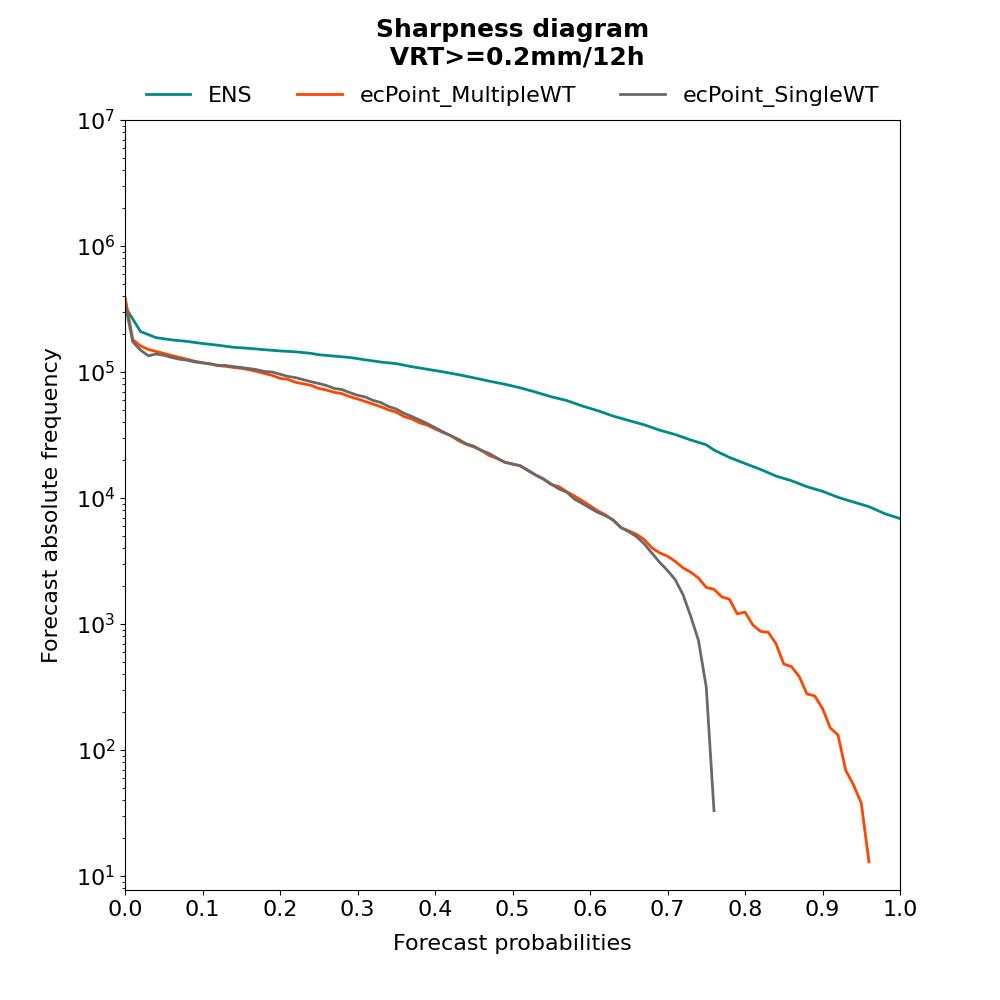 Sharpness diagram
VRT>=0.2mm/12h
ENS ecPoint_MultipleWT ecPoint_SingleWT
10⁷
10⁶
10⁵
10⁴
10³
10²
10¹
Forecast absolute frequency
0.0 0.1 0.2 0.3 0.4 0.5 0.6 0.7 0.8 0.9 1.0
Forecast probabilities